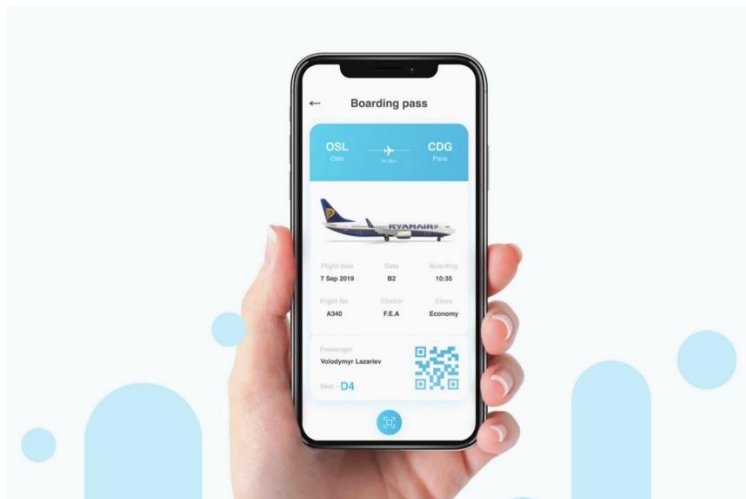 Boarding pass
OSL CDG
Oslo Paris
RYANAIR
Flight date Gate Boarding
7 Sep 2019 B2 10:35
Flight No Class
A340 F.E.A Economy
Passenger
Volodymyr Lazariev
Seat - D4